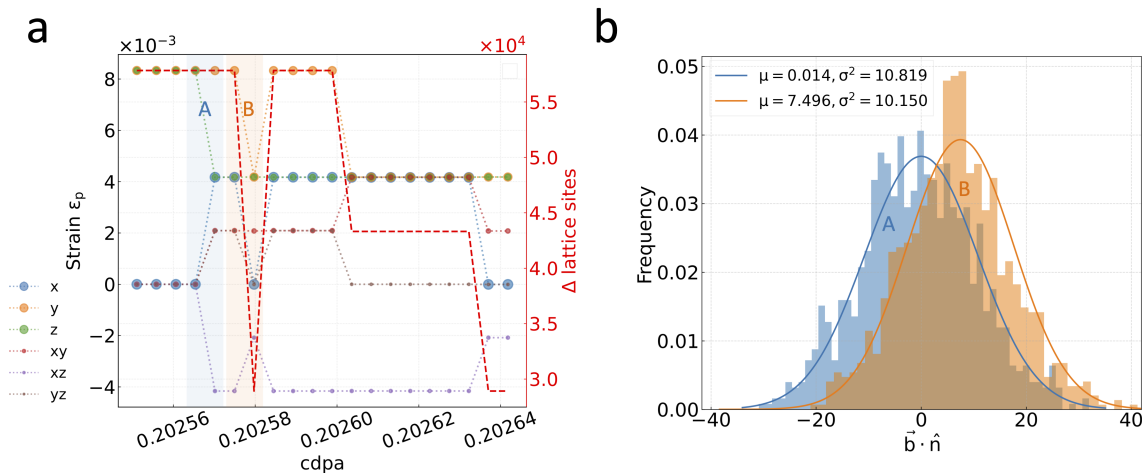 a
×10⁻³
×10⁴
8
6
4
2
0
−2
−4
Strain εₚ
A
B
5.5
5.0
4.5
4.0
3.5
3.0
Δ lattice sites
0.20256
0.20258
0.20260
0.20262
0.20264
cdpa
x
y
z
xy
xz
yz
b
μ = 0.014, σ² = 10.819
μ = 7.496, σ² = 10.150
0.05
0.04
0.03
0.02
0.01
0.00
Frequency
A
B
−40
−20
0
20
40
b⃗ · n̂